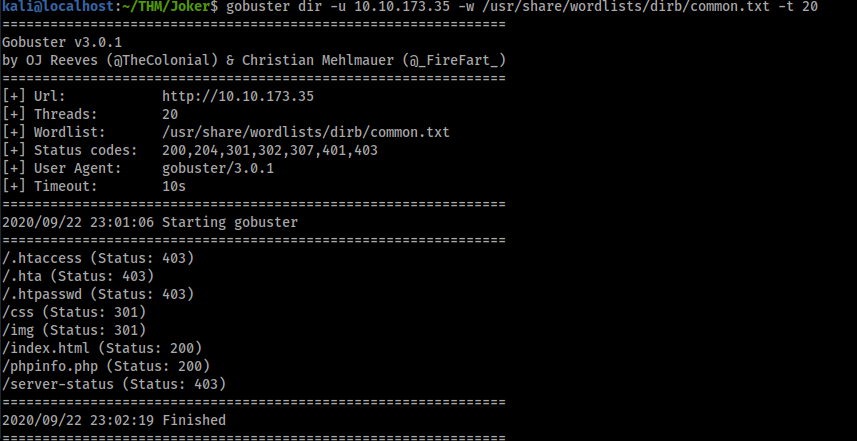 kali@localhost:~/THM/Joker$ gobuster dir -u 10.10.173.35 -w /usr/share/wordlists/dirb/common.txt -t 20
===============================================================
Gobuster v3.0.1
by OJ Reeves (@TheColonial) & Christian Mehlmauer (@_FireFart_)
===============================================================
[+] Url:            http://10.10.173.35
[+] Threads:        20
[+] Wordlist:       /usr/share/wordlists/dirb/common.txt
[+] Status codes:   200,204,301,302,307,401,403
[+] User Agent:     gobuster/3.0.1
[+] Timeout:        10s
===============================================================
2020/09/22 23:01:06 Starting gobuster
===============================================================
/.htaccess (Status: 403)
/.hta (Status: 403)
/.htpasswd (Status: 403)
/css (Status: 301)
/img (Status: 301)
/index.html (Status: 200)
/phpinfo.php (Status: 200)
/server-status (Status: 403)
===============================================================
2020/09/22 23:02:19 Finished
===============================================================